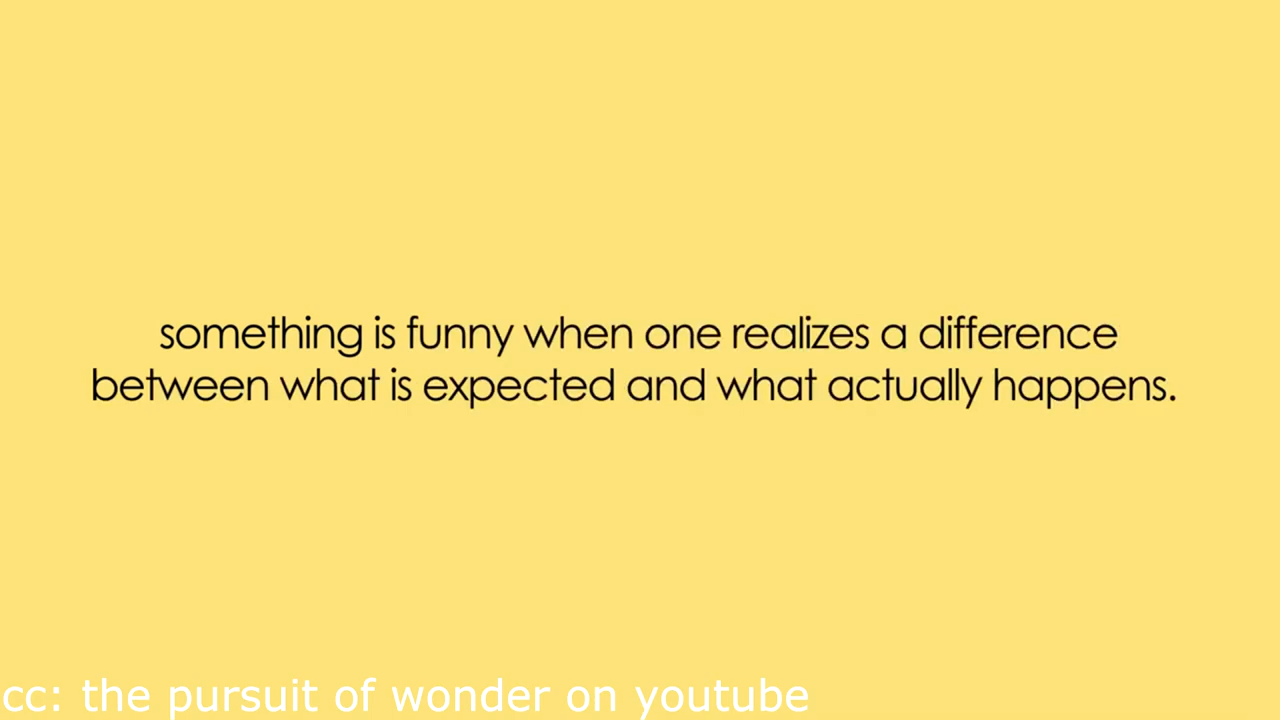 something is funny when one realizes a difference
between what is expected and what actually happens.
cc: the pursuit of wonder on youtube